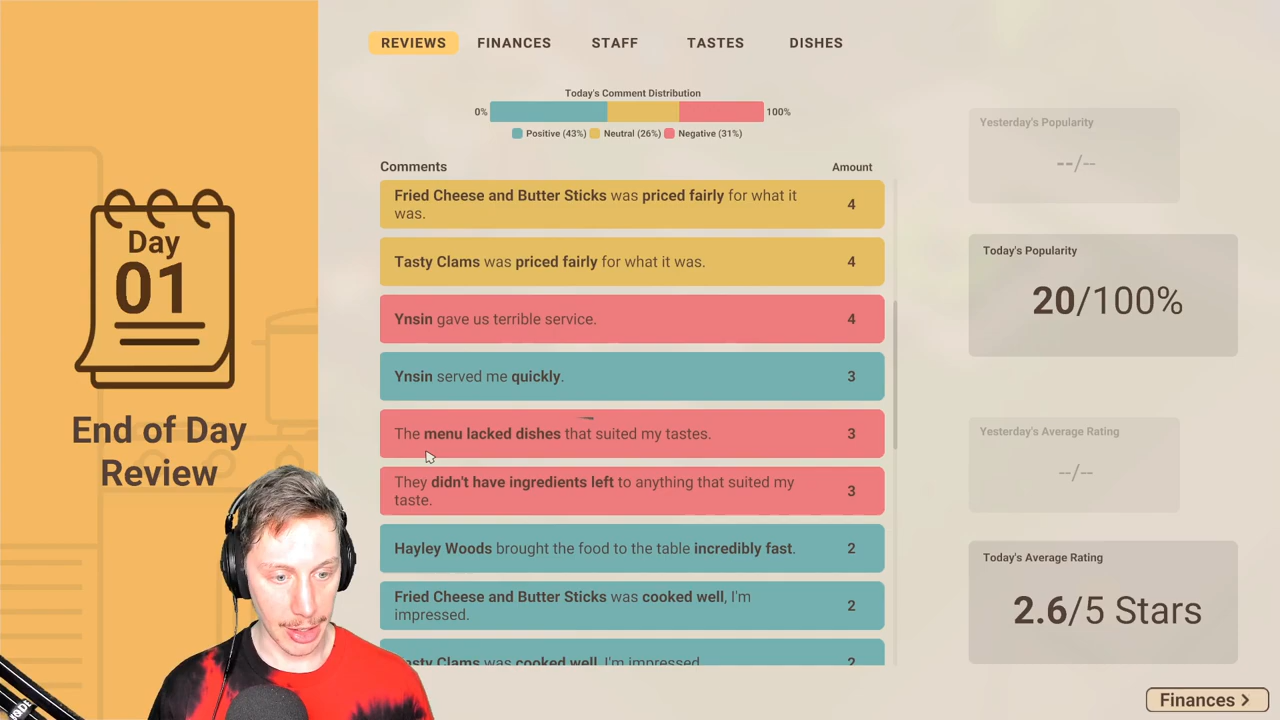 REVIEWS FINANCES STAFF TASTES DISHES
Today's Comment Distribution
0% 100%
Positive (43%) Neutral (26%) Negative (31%)
Comments Amount
Fried Cheese and Butter Sticks was priced fairly for what it
was.
4
Tasty Clams was priced fairly for what it was. 4
Ynsin gave us terrible service. 4
Ynsin served me quickly. 3
The menu lacked dishes that suited my tastes. 3
They didn't have ingredients left to anything that suited my
taste.
3
Hayley Woods brought the food to the table incredibly fast. 2
Fried Cheese and Butter Sticks was cooked well, I'm
impressed.
2
Tasty Clams was cooked well, I'm impressed. 2
Day
01
End of Day
Review
Yesterday's Popularity
--/--
Today's Popularity
20/100%
Yesterday's Average Rating
--/--
Today's Average Rating
2.6/5 Stars
Finances >